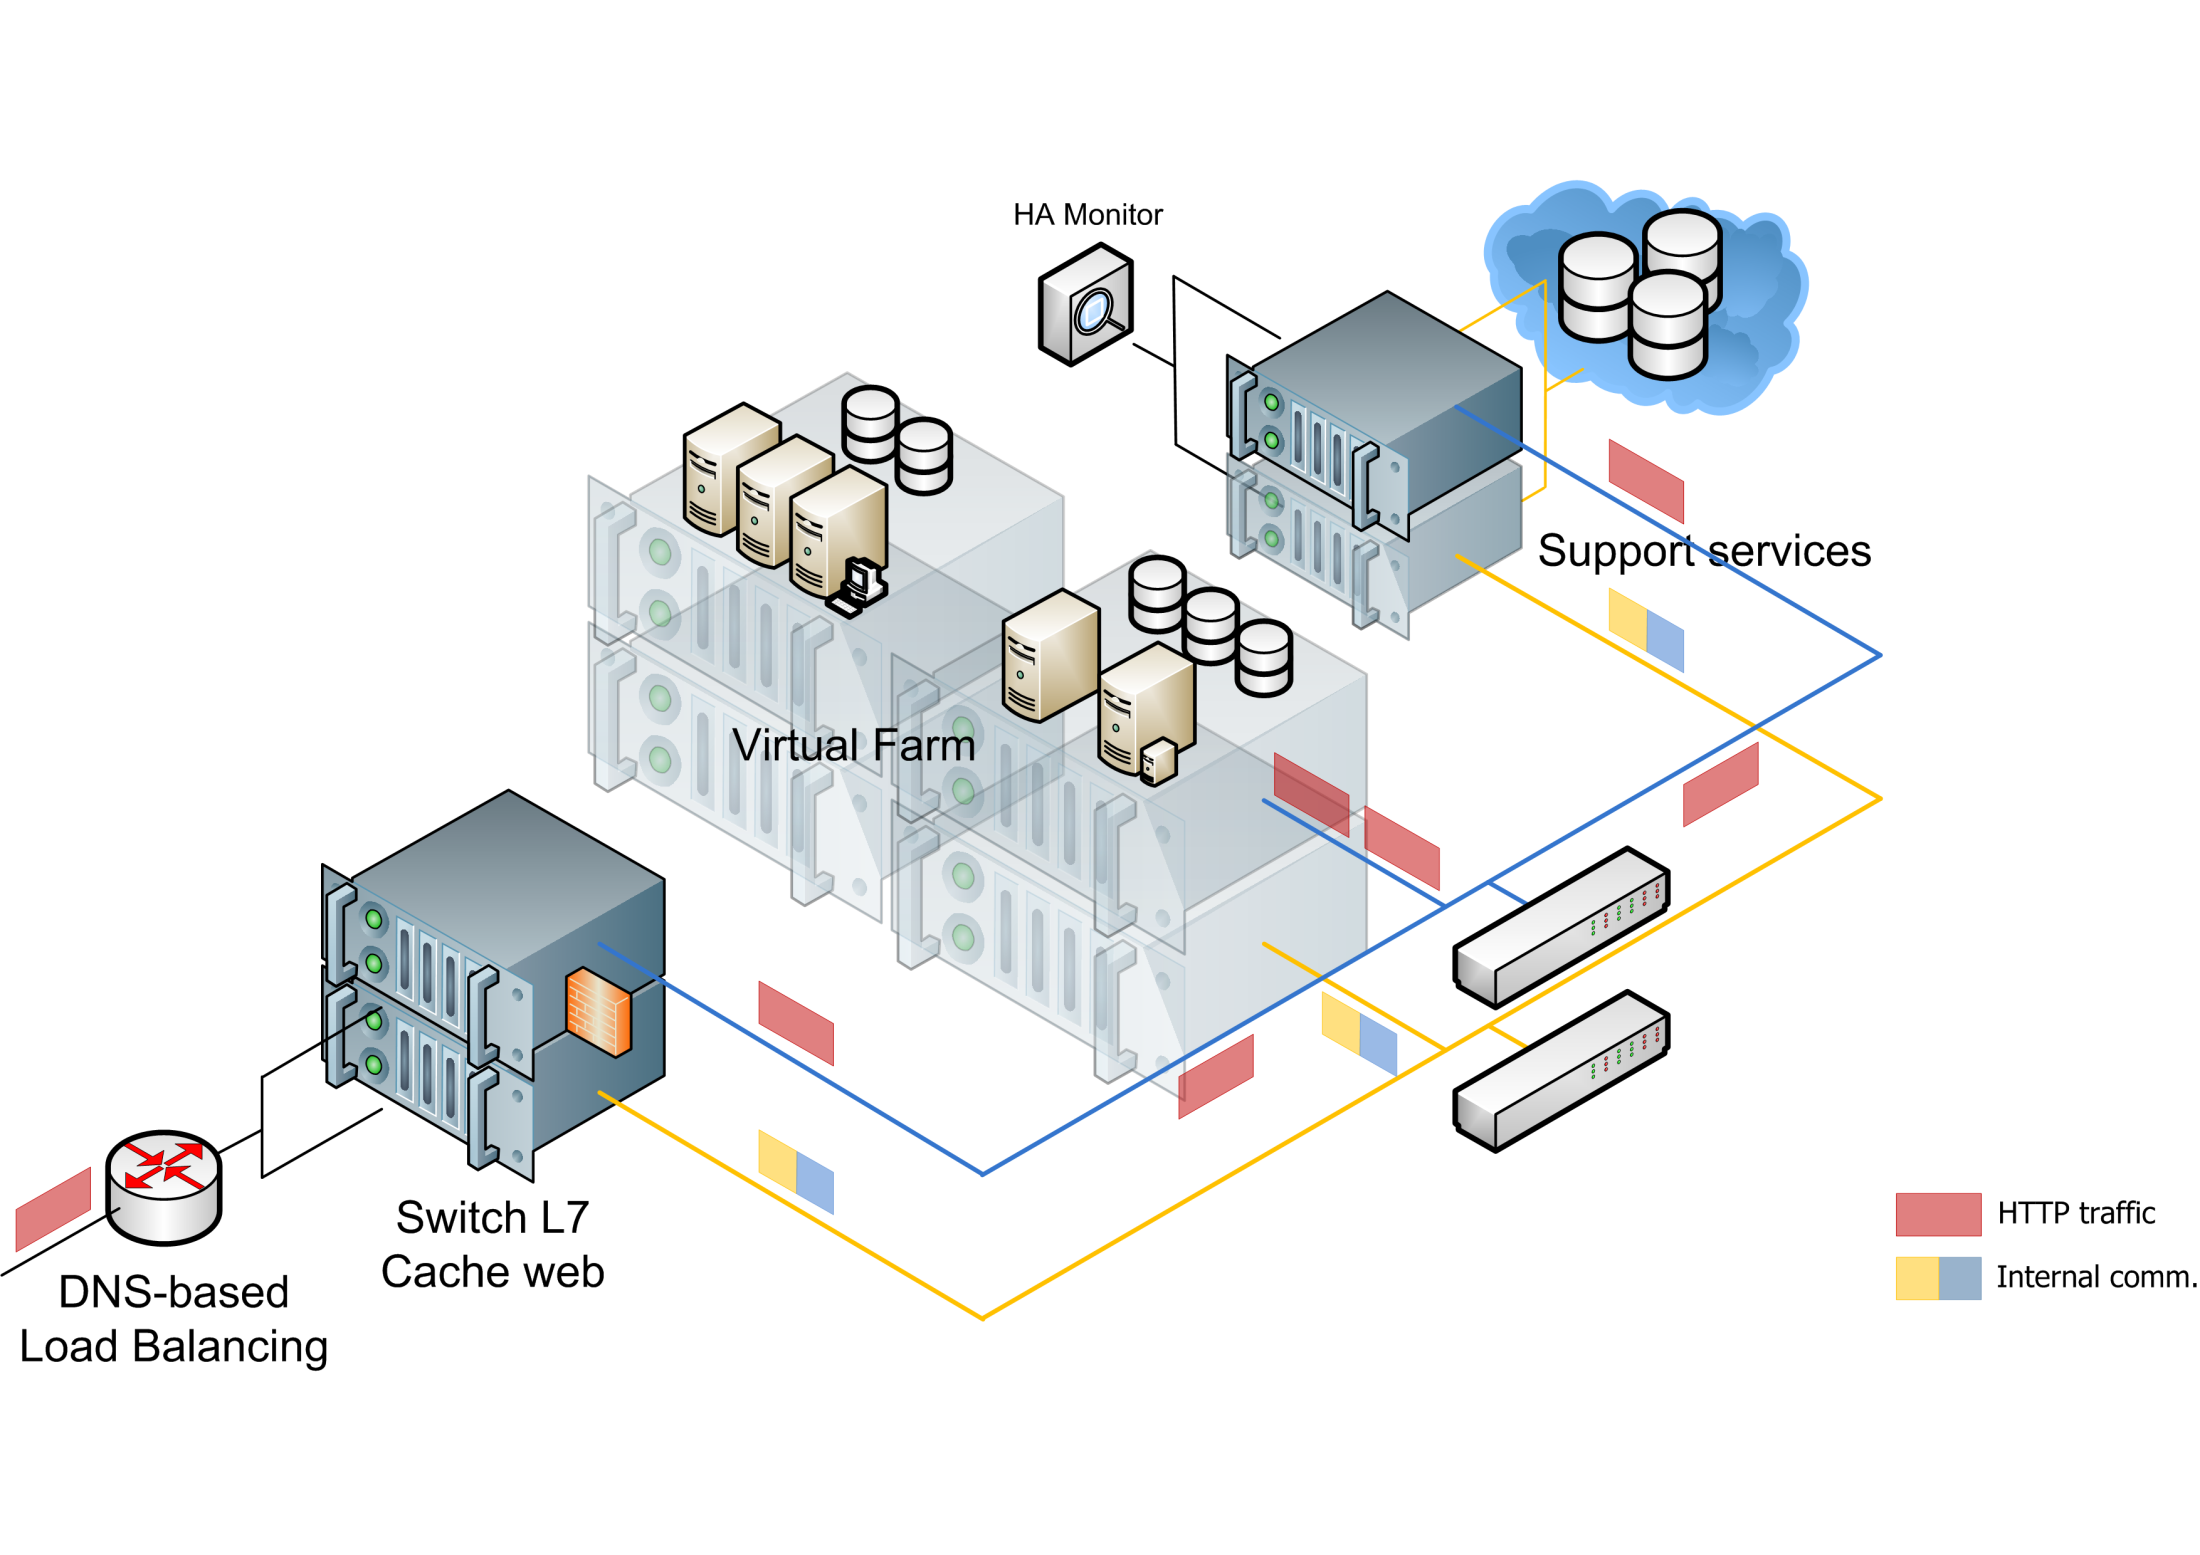 HA Monitor
Support services
Virtual Farm
Switch L7
Cache web
DNS-based
Load Balancing
HTTP traffic
Internal comm.